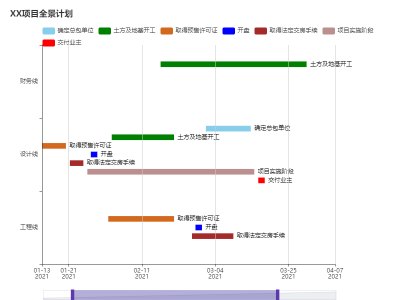 XX项目全景计划
确定总包单位 土方及地基开工 取得预售许可证 开盘 取得法定交房手续 项目实施阶段
交付业主
财务线
土方及地基开工
确定总包单位
土方及地基开工
设计线
取得预售许可证
开盘
取得法定交房手续
项目实施阶段
交付业主
工程线
取得预售许可证
开盘
取得法定交房手续
01-13 01-21 02-11 03-04 03-25 04-07
2021 2021 2021 2021 2021 2021